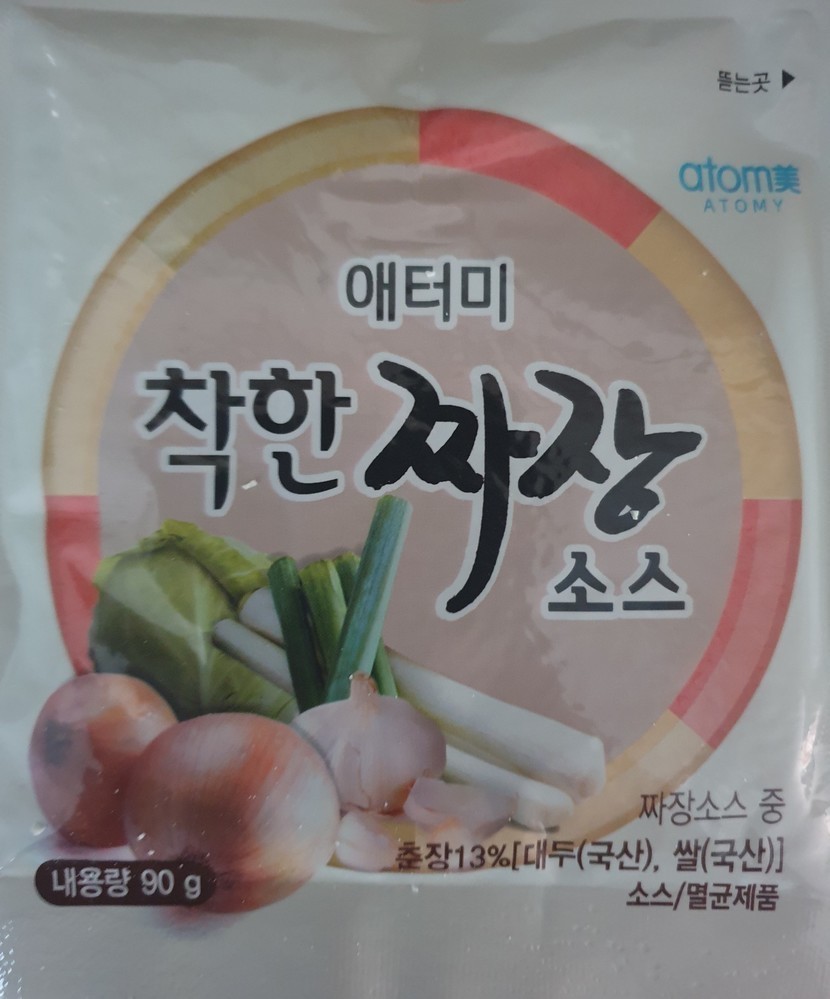 뜯는곳 ▶
atom美
ATOMY
애터미
착한 짜장
소스
짜장소스 중
춘장13%[대두(국산), 쌀(국산)]
소스/멸균제품
내용량 90 g